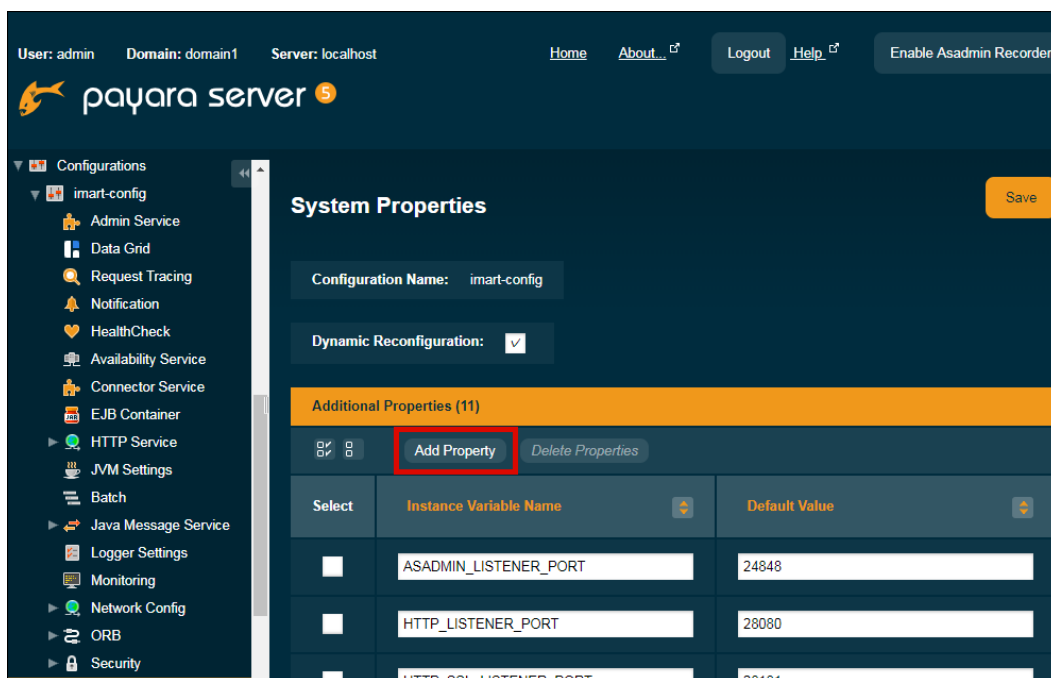 User: admin Domain: domain1 Server: localhost Home About... Logout Help Enable Asadmin Recorder
payara server 5
Configurations
imart-config
Admin Service
Data Grid
Request Tracing
Notification
HealthCheck
Availability Service
Connector Service
EJB Container
HTTP Service
JVM Settings
Batch
Java Message Service
Logger Settings
Monitoring
Network Config
ORB
Security
System Properties
Save
Configuration Name: imart-config
Dynamic Reconfiguration:
Additional Properties (11)
Add Property Delete Properties
Select Instance Variable Name Default Value
ASADMIN_LISTENER_PORT 24848
HTTP_LISTENER_PORT 28080